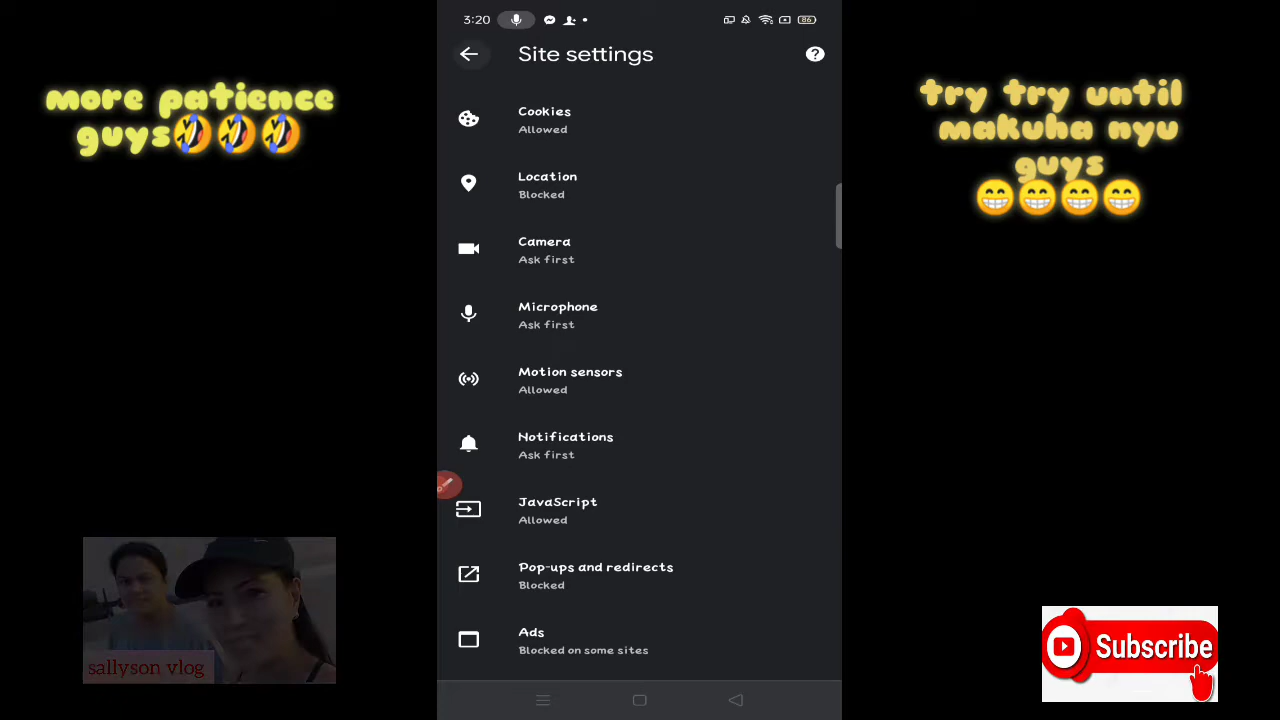 more patience
guys🤣🤣🤣
try try until
makuha nyu
guys
😁😁😁😁
3:20
86
Site settings
Cookies
Allowed
Location
Blocked
Camera
Ask first
Microphone
Ask first
Motion sensors
Allowed
Notifications
Ask first
JavaScript
Allowed
Pop-ups and redirects
Blocked
Ads
Blocked on some sites
sallyson vlog
Subscribe